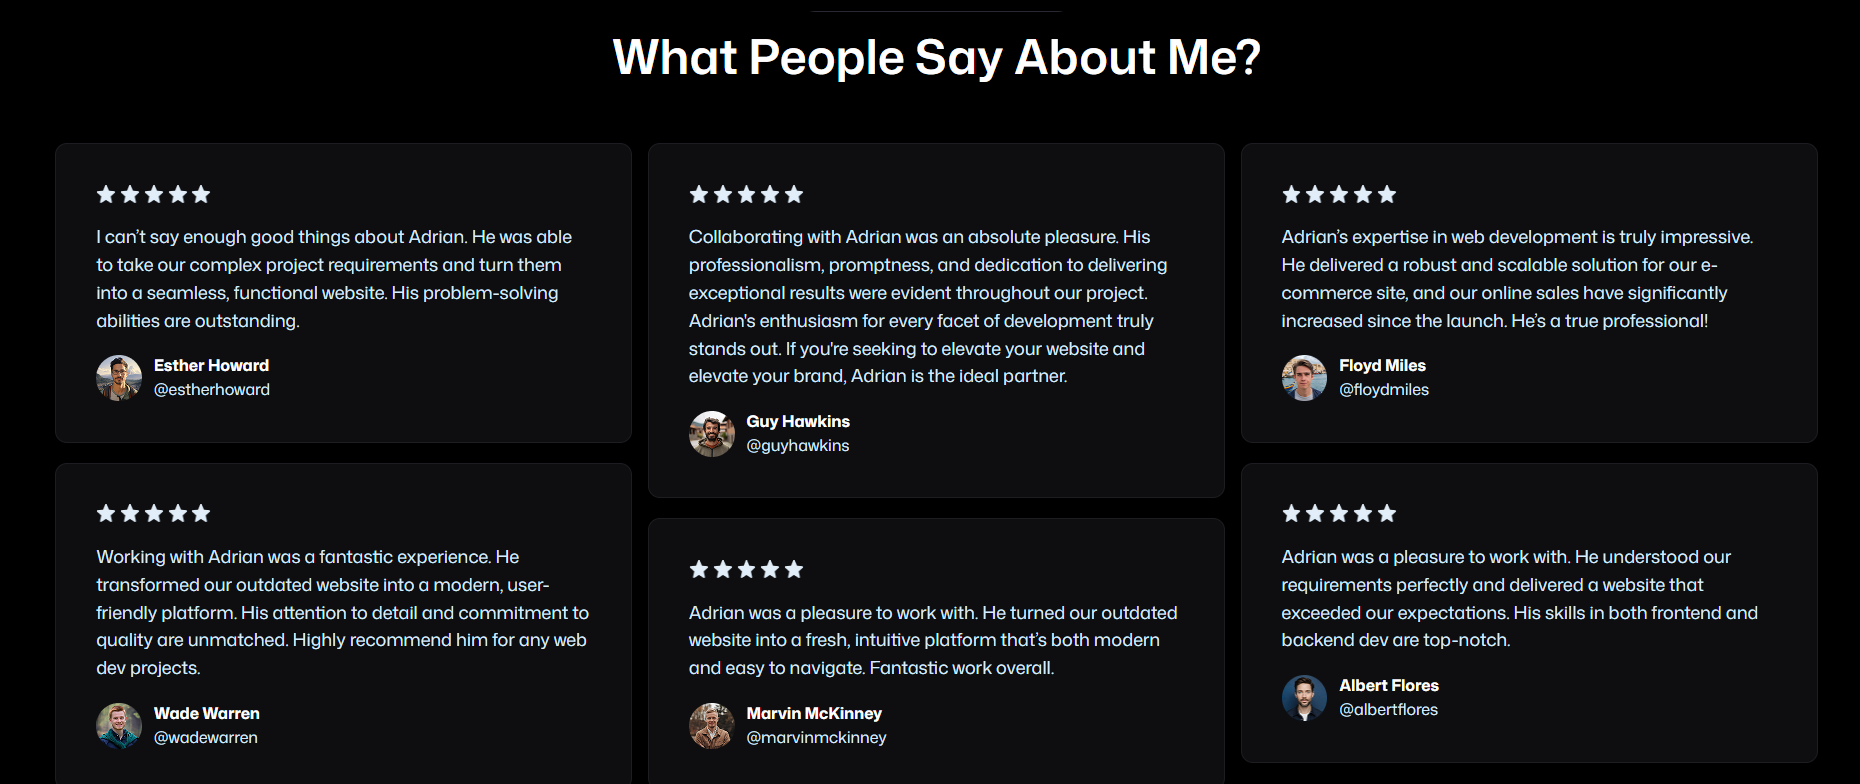 What People Say About Me?
I can’t say enough good things about Adrian. He was able
to take our complex project requirements and turn them
into a seamless, functional website. His problem-solving
abilities are outstanding.
Esther Howard
@estherhoward
Working with Adrian was a fantastic experience. He
transformed our outdated website into a modern, user-
friendly platform. His attention to detail and commitment to
quality are unmatched. Highly recommend him for any web
dev projects.
Wade Warren
@wadewarren
Collaborating with Adrian was an absolute pleasure. His
professionalism, promptness, and dedication to delivering
exceptional results were evident throughout our project.
Adrian's enthusiasm for every facet of development truly
stands out. If you're seeking to elevate your website and
elevate your brand, Adrian is the ideal partner.
Guy Hawkins
@guyhawkins
Adrian was a pleasure to work with. He turned our outdated
website into a fresh, intuitive platform that’s both modern
and easy to navigate. Fantastic work overall.
Marvin McKinney
@marvinmckinney
Adrian’s expertise in web development is truly impressive.
He delivered a robust and scalable solution for our e-
commerce site, and our online sales have significantly
increased since the launch. He’s a true professional!
Floyd Miles
@floydmiles
Adrian was a pleasure to work with. He understood our
requirements perfectly and delivered a website that
exceeded our expectations. His skills in both frontend and
backend dev are top-notch.
Albert Flores
@albertflores